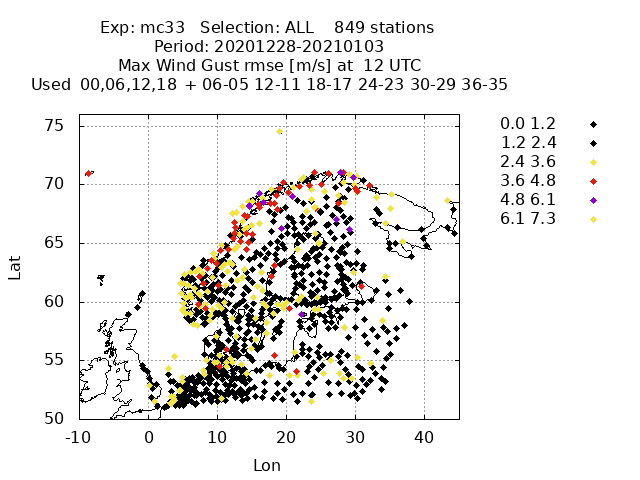 Exp: mc33 Selection: ALL 849 stations
Period: 20201228-20210103
Max Wind Gust rmse [m/s] at 12 UTC
Used 00,06,12,18 + 06-05 12-11 18-17 24-23 30-29 36-35
0.0 1.2
1.2 2.4
2.4 3.6
3.6 4.8
4.8 6.1
6.1 7.3
75
70
65
60
55
50
Lat
-10 0 10 20 30 40
Lon